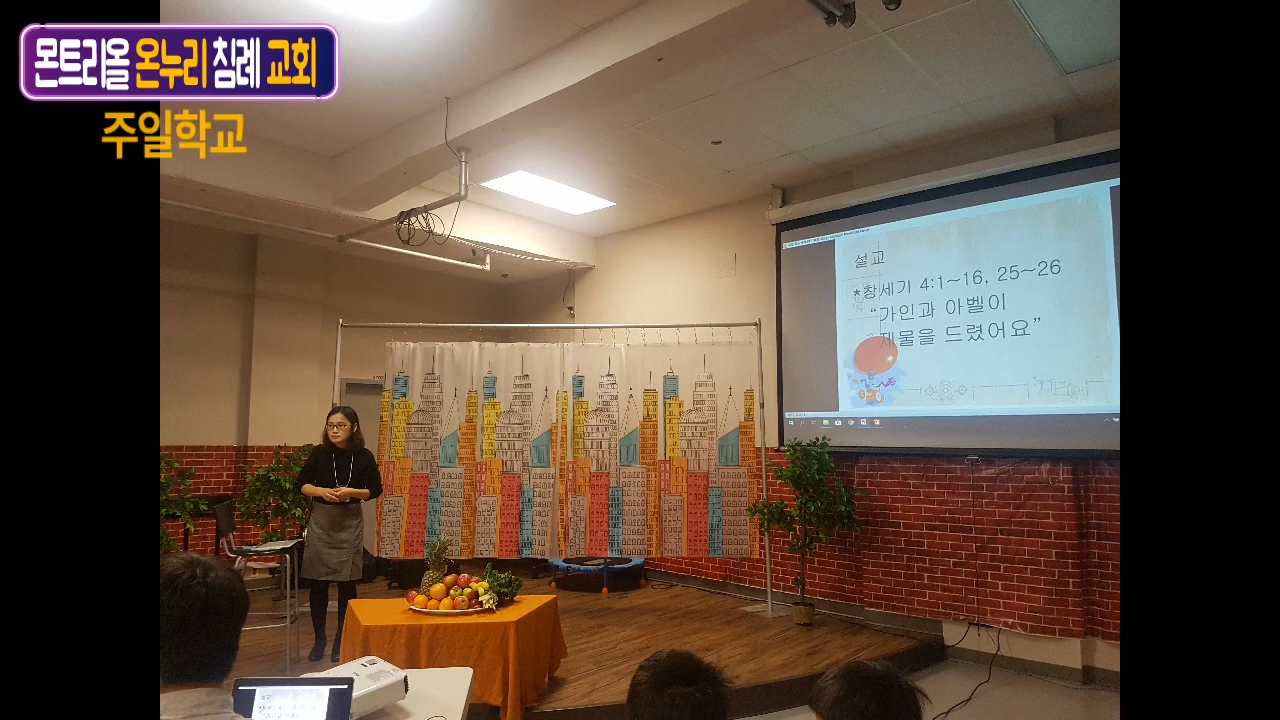 몬트리올 온누리 침례 교회
주일학교
설교
*창세기 4:1~16, 25~26
“가인과 아벨이
제물을 드렸어요”